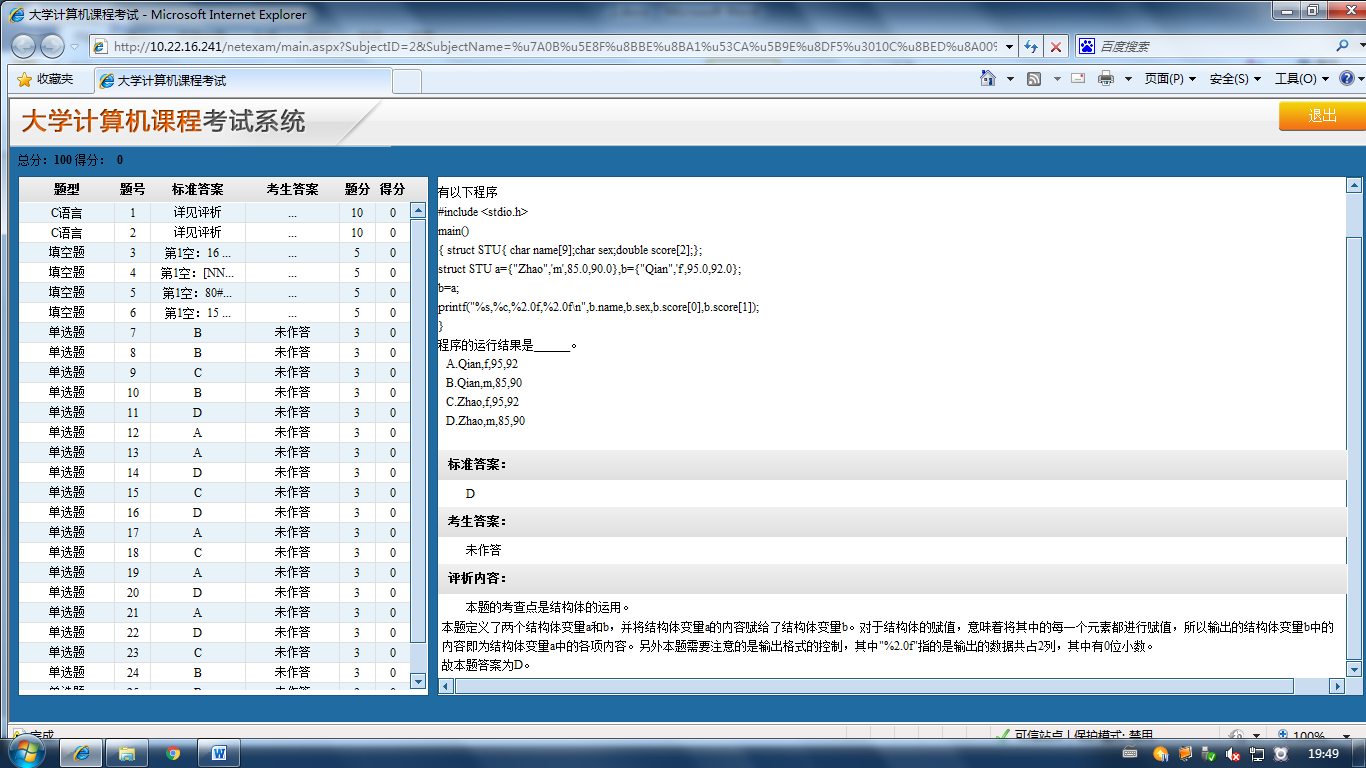 大学计算机课程考试 - Microsoft Internet Explorer
http://10.22.16.241/netexam/main.aspx?SubjectID=2&SubjectName=%u7A0B%u5E8F%u8BBE%u8BA1%u53CA%u5B9E%u8DF5%u3010C%u8BED%u8A00%
百度搜索
收藏夹
大学计算机课程考试
页面(P)
安全(S)
工具(O)
大学计算机课程考试系统
退出
总分：100 得分： 0
题型 题号 标准答案 考生答案 题分 得分
C语言 1 详见评析 ... 10 0
C语言 2 详见评析 ... 10 0
填空题 3 第1空：16 ... ... 5 0
填空题 4 第1空：[NN... ... 5 0
填空题 5 第1空：80#... ... 5 0
填空题 6 第1空：15 ... ... 5 0
单选题 7 B 未作答 3 0
单选题 8 B 未作答 3 0
单选题 9 C 未作答 3 0
单选题 10 B 未作答 3 0
单选题 11 D 未作答 3 0
单选题 12 A 未作答 3 0
单选题 13 A 未作答 3 0
单选题 14 D 未作答 3 0
单选题 15 C 未作答 3 0
单选题 16 D 未作答 3 0
单选题 17 A 未作答 3 0
单选题 18 C 未作答 3 0
单选题 19 A 未作答 3 0
单选题 20 D 未作答 3 0
单选题 21 A 未作答 3 0
单选题 22 D 未作答 3 0
单选题 23 C 未作答 3 0
单选题 24 B 未作答 3 0
有以下程序
#include <stdio.h>
main()
{ struct STU{ char name[9];char sex;double score[2];};
struct STU a={"Zhao",'m',85.0,90.0},b={"Qian",'f',95.0,92.0};
b=a;
printf("%s,%c,%2.0f,%2.0f\n",b.name,b.sex,b.score[0],b.score[1]);
}
程序的运行结果是______。
A.Qian,f,95,92
B.Qian,m,85,90
C.Zhao,f,95,92
D.Zhao,m,85,90
标准答案：
D
考生答案：
未作答
评析内容：
本题的考查点是结构体的运用。
本题定义了两个结构体变量a和b，并将结构体变量a的内容赋给了结构体变量b。对于结构体的赋值，意味着将其中的每一个元素都进行赋值，所以输出的结构体变量b中的
内容即为结构体变量a中的各项内容。另外本题需要注意的是输出格式的控制，其中"%2.0f"指的是输出的数据共占2列，其中有0位小数。
故本题答案为D。
完成
可信站点 | 保护模式: 禁用
100%
19:49